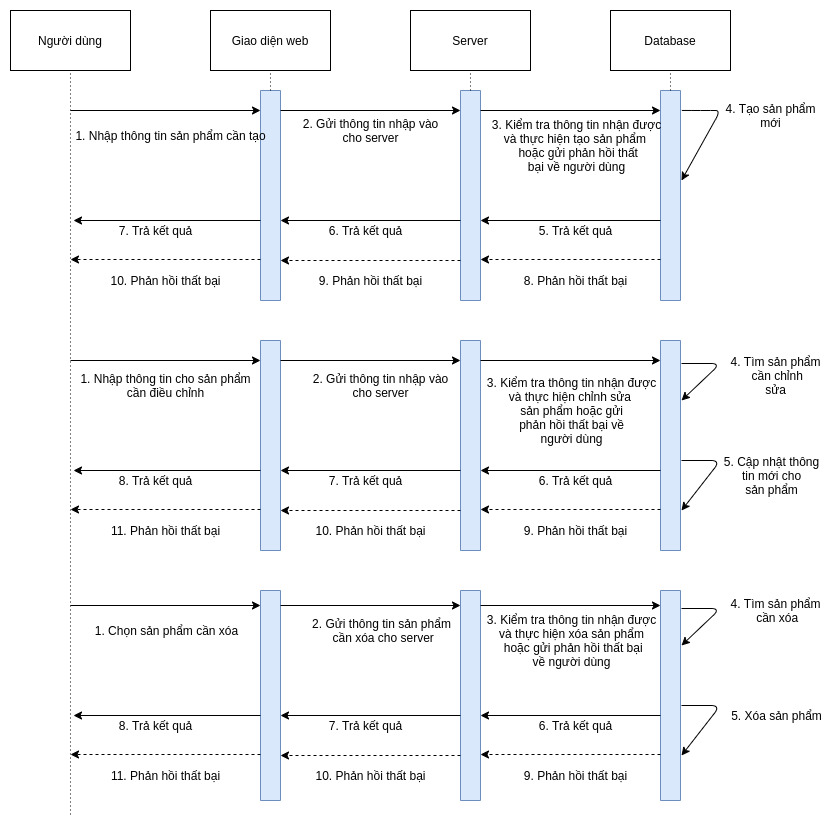 Người dùng
Giao diện web
Server
Database
1. Nhập thông tin sản phẩm cần tạo
2. Gửi thông tin nhập vào
cho server
3. Kiểm tra thông tin nhận được
và thực hiện tạo sản phẩm
hoặc gửi phản hồi thất
bại về người dùng
4. Tạo sản phẩm
mới
7. Trả kết quả
6. Trả kết quả
5. Trả kết quả
10. Phản hồi thất bại
9. Phản hồi thất bại
8. Phản hồi thất bại
1. Nhập thông tin cho sản phẩm
cần điều chỉnh
2. Gửi thông tin nhập vào
cho server
3. Kiểm tra thông tin nhận được
và thực hiện chỉnh sửa
sản phẩm hoặc gửi
phản hồi thất bại về
người dùng
4. Tìm sản phẩm
cần chỉnh
sửa
5. Cập nhật thông
tin mới cho
sản phẩm
8. Trả kết quả
7. Trả kết quả
6. Trả kết quả
11. Phản hồi thất bại
10. Phản hồi thất bại
9. Phản hồi thất bại
1. Chọn sản phẩm cần xóa
2. Gửi thông tin sản phẩm
cần xóa cho server
3. Kiểm tra thông tin nhận được
và thực hiện xóa sản phẩm
hoặc gửi phản hồi thất bại
về người dùng
4. Tìm sản phẩm
cần xóa
5. Xóa sản phẩm
8. Trả kết quả
7. Trả kết quả
6. Trả kết quả
11. Phản hồi thất bại
10. Phản hồi thất bại
9. Phản hồi thất bại